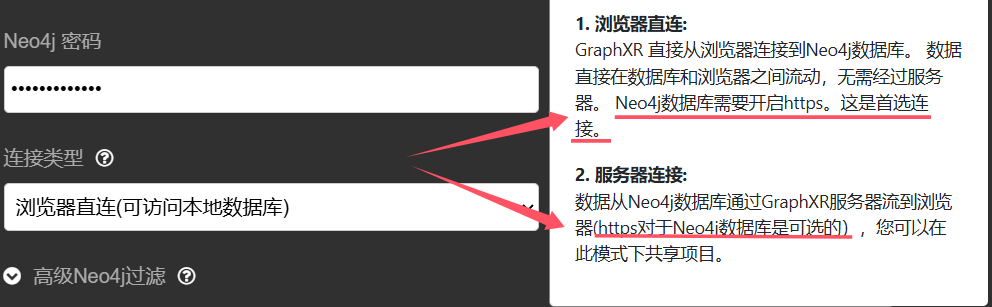 Neo4j 密码
•••••••••••••
连接类型
浏览器直连(可访问本地数据库)
高级Neo4j过滤
1. 浏览器直连:
GraphXR 直接从浏览器连接到Neo4j数据库。 数据
直接在数据库和浏览器之间流动，无需经过服务
器。 Neo4j数据库需要开启https。这是首选连
接。
2. 服务器连接:
数据从Neo4j数据库通过GraphXR服务器流到浏览
器(https对于Neo4j数据库是可选的），您可以在
此模式下共享项目。